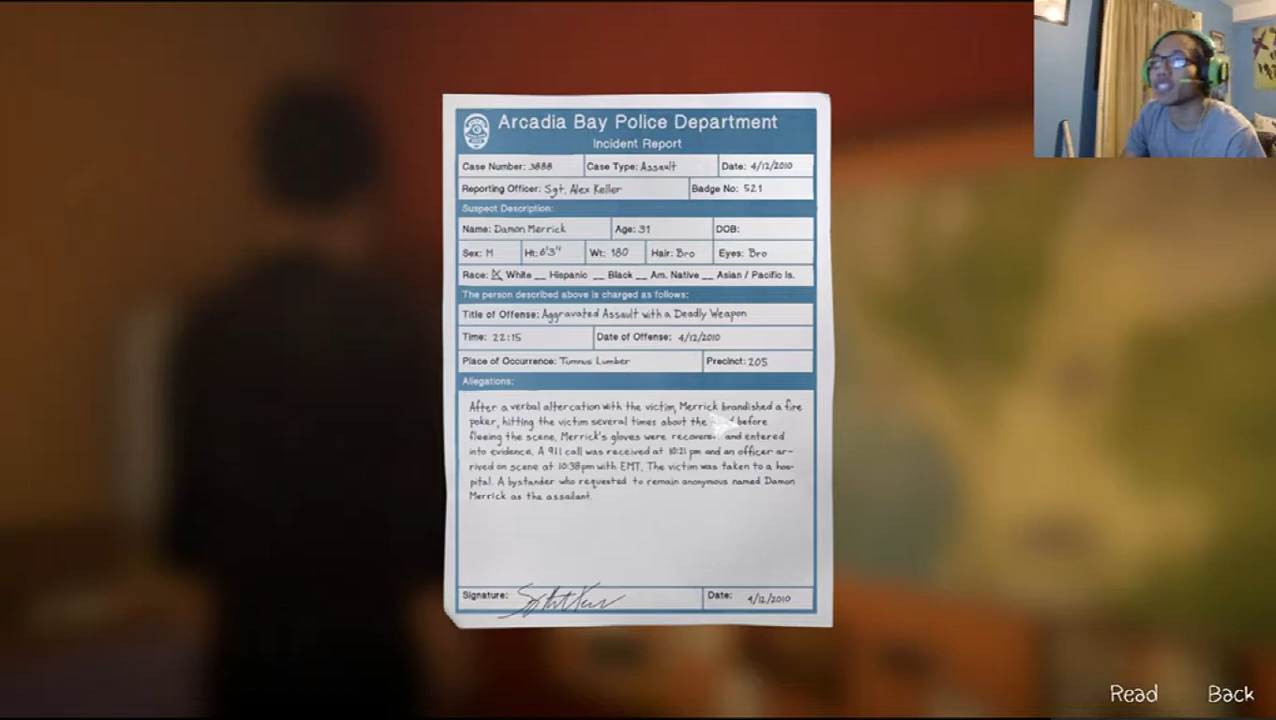 Arcadia Bay Police Department
Incident Report
Case Number: 3888 Case Type: Assault Date: 4/12/2010
Reporting Officer: Sgt. Alex Keller Badge No: 521
Suspect Description:
Name: Damon Merrick Age: 31 DOB:
Sex: M Ht: 6'3" Wt: 180 Hair: Bro Eyes: Bro
Race: X White __ Hispanic __ Black __ Am. Native __ Asian / Pacific Is.
The person described above is charged as follows:
Title of Offense: Aggravated Assault with a Deadly Weapon
Time: 22:15 Date of Offense: 4/12/2010
Place of Occurrence: Tumnus Lumber Precinct: 205
Allegations:
After a verbal altercation with the victim, Merrick brandished a fire
poker, hitting the victim several times about the before
fleeing the scene. Merrick's gloves were recovered and entered
into evidence. A 911 call was received at 10:21 pm and an officer ar-
rived on scene at 10:38pm with EMT. The victim was taken to a hos-
pital. A bystander who requested to remain anonymous named Damon
Merrick as the assailant.
Signature: Date: 4/12/2010
Read Back